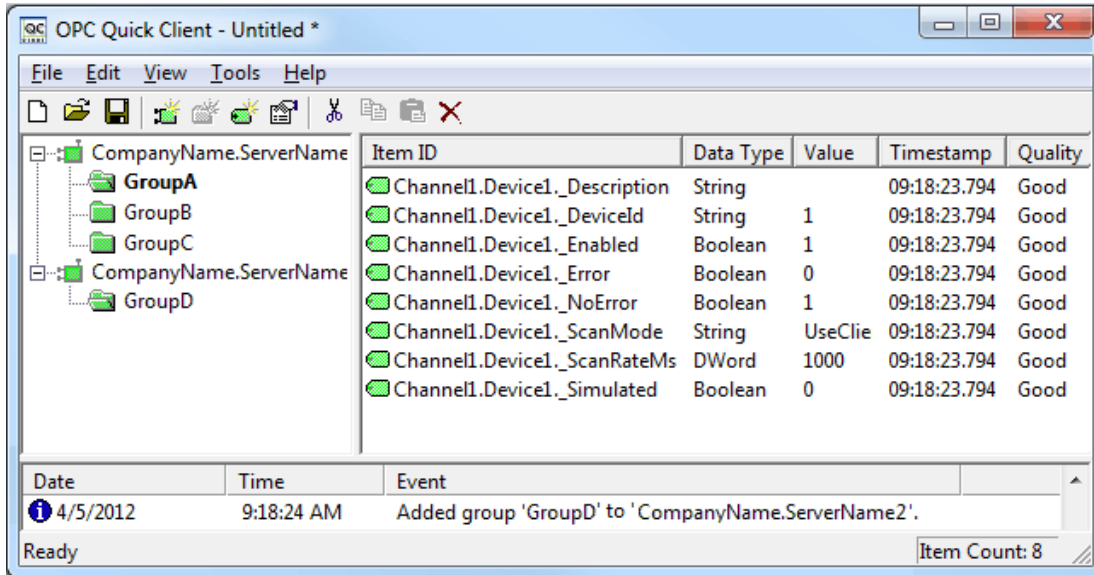 OPC Quick Client - Untitled *
File Edit View Tools Help
CompanyName.ServerName
GroupA
GroupB
GroupC
CompanyName.ServerName
GroupD
Item ID Data Type Value Timestamp Quality
Channel1.Device1._Description String 09:18:23.794 Good
Channel1.Device1._DeviceId String 1 09:18:23.794 Good
Channel1.Device1._Enabled Boolean 1 09:18:23.794 Good
Channel1.Device1._Error Boolean 0 09:18:23.794 Good
Channel1.Device1._NoError Boolean 1 09:18:23.794 Good
Channel1.Device1._ScanMode String UseClie 09:18:23.794 Good
Channel1.Device1._ScanRateMs DWord 1000 09:18:23.794 Good
Channel1.Device1._Simulated Boolean 0 09:18:23.794 Good
Date Time Event
4/5/2012 9:18:24 AM Added group 'GroupD' to 'CompanyName.ServerName2'.
Ready Item Count: 8